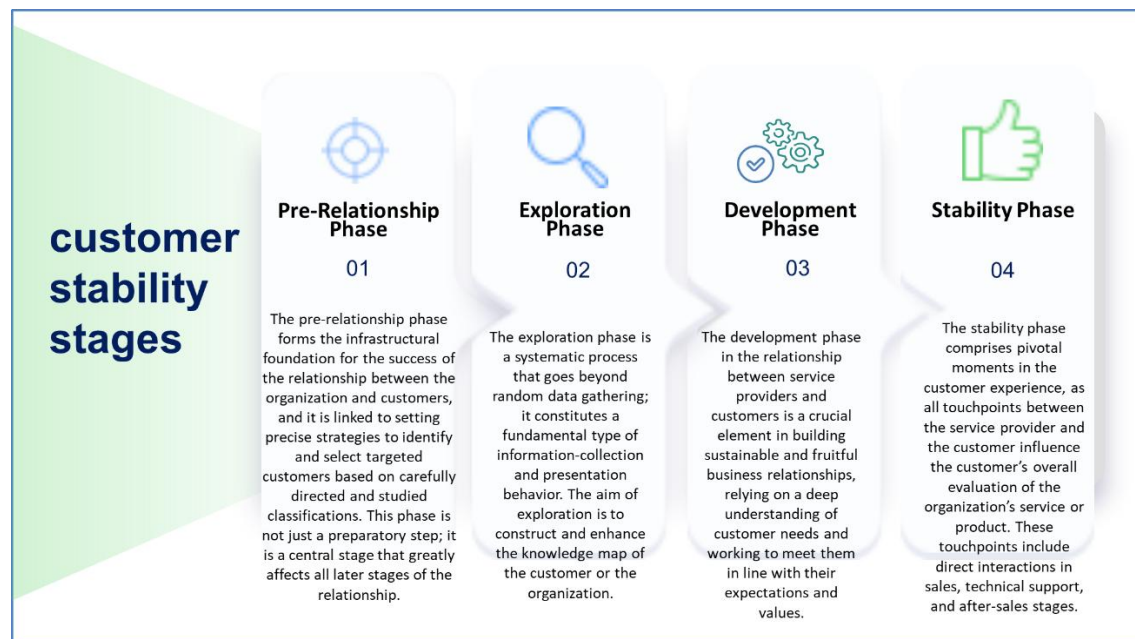 customer
stability
stages
Pre-Relationship
Phase
01
The pre-relationship phase
forms the infrastructural
foundation for the success of
the relationship between the
organization and customers,
and it is linked to setting
precise strategies to identify
and select targeted
customers based on carefully
directed and studied
classifications. This phase is
not just a preparatory step; it
is a central stage that greatly
affects all later stages of the
relationship.
Exploration
Phase
02
The exploration phase is
a systematic process
that goes beyond
random data gathering;
it constitutes a
fundamental type of
information-collection
and presentation
behavior. The aim of
exploration is to
construct and enhance
the knowledge map of
the customer or the
organization.
Development
Phase
03
The development phase
in the relationship
between service
providers and
customers is a crucial
element in building
sustainable and fruitful
business relationships,
relying on a deep
understanding of
customer needs and
working to meet them
in line with their
expectations and
values.
Stability Phase
04
The stability phase
comprises pivotal
moments in the
customer experience, as
all touchpoints between
the service provider and
the customer influence
the customer’s overall
evaluation of the
organization’s service or
product. These
touchpoints include
direct interactions in
sales, technical support,
and after-sales stages.